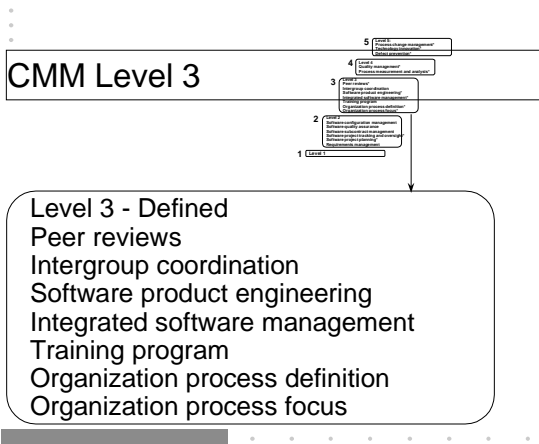 5 Level 5:
Process change management*
Technology innovation*
Defect prevention*
4 Level 4
Quality management*
Process measurement and analysis*
CMM Level 3
3 Level 3
Peer reviews*
Intergroup coordination
Software product engineering*
Integrated software management*
Training program
Organization process definition*
Organization process focus*
2 Level 2
Software configuration management
Software quality assurance
Software subcontract management
Software project tracking and oversight*
Software project planning*
Requirements management
1 Level 1
Level 3 - Defined
Peer reviews
Intergroup coordination
Software product engineering
Integrated software management
Training program
Organization process definition
Organization process focus